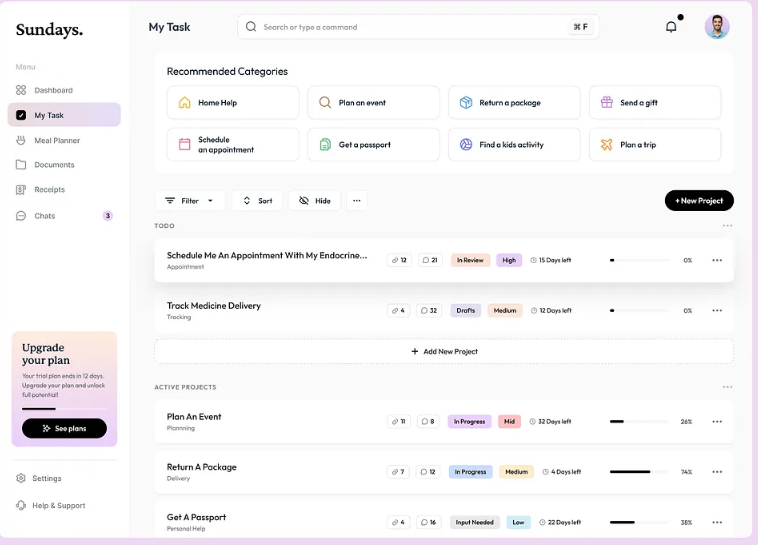 Sundays.
Menu
Dashboard
My Task
Meal Planner
Documents
Receipts
Chats
3
Upgrade
your plan
Your trial plan ends in 12 days.
Upgrade your plan and unlock
full potential!
See plans
Settings
Help & Support
My Task
Search or type a command
⌘ F
Recommended Categories
Home Help
Plan an event
Return a package
Send a gift
Schedule
an appointment
Get a passport
Find a kids activity
Plan a trip
Filter
Sort
Hide
...
+ New Project
TODO
Schedule Me An Appointment With My Endocrine...
Appointment
12 21 In Review High 15 Days left 0%
Track Medicine Delivery
Tracking
4 32 Drafts Medium 12 Days left 0%
+ Add New Project
ACTIVE PROJECTS
Plan An Event
Plannning
11 8 In Progress Mid 32 Days left 26%
Return A Package
Delivery
7 12 In Progress Medium 4 Days left 74%
Get A Passport
Personal Help
4 16 Input Needed Low 22 Days left 38%